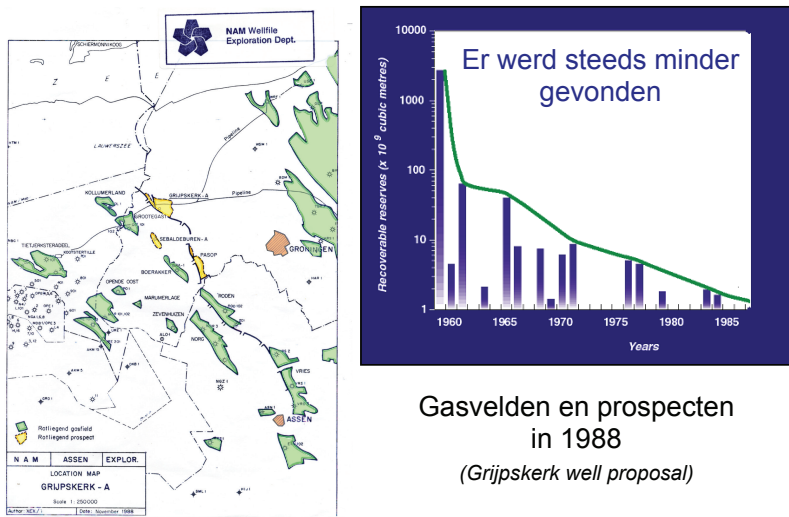 NAM Wellfile
Exploration Dept.
SCHIERMONNIKOOG
Z E E
LAUWERSZEE
Pipeline
KOLLUMERLAND
GRIJPSKERK-A
Pipeline
GROOTEGAST
SEBALDEBUREN-A
TIETJERKSTERADEEL
KOOTSTERTILLE
PASOP
GRONINGEN
BOERAKKER
OPENDE OOST
MARUMERLAGE
RODEN
ZEVENHUIZEN
NORG
VRIES
ASSEN
Rotliegend gasfield
Rotliegend prospect
N A M
ASSEN
EXPLOR.
LOCATION MAP
GRIJPSKERK - A
Scale 1 : 250000
Date: November 1988
Er werd steeds minder
gevonden
Recoverable reserves (x 10 9 cubic metres)
10000
1000
100
10
1
1960 1965 1970 1975 1980 1985
Years
Gasvelden en prospecten
in 1988
(Grijpskerk well proposal)